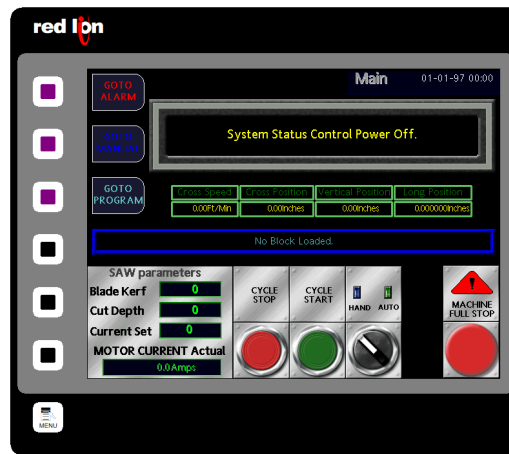 red lion
GOTO
ALARM
Main
01-01-97 00:00
GOTO
MANUAL
System Status Control Power Off.
GOTO
PROGRAM
Cross Speed Cross Position Vertical Position Long Position
0.00Ft/Min 0.00Inches 0.00Inches 0.000000Inches
No Block Loaded.
SAW parameters
Blade Kerf 0
Cut Depth 0
Current Set 0
MOTOR CURRENT Actual
0.0Amps
CYCLE
STOP
CYCLE
START
HAND AUTO
MACHINE
FULL STOP
MENU